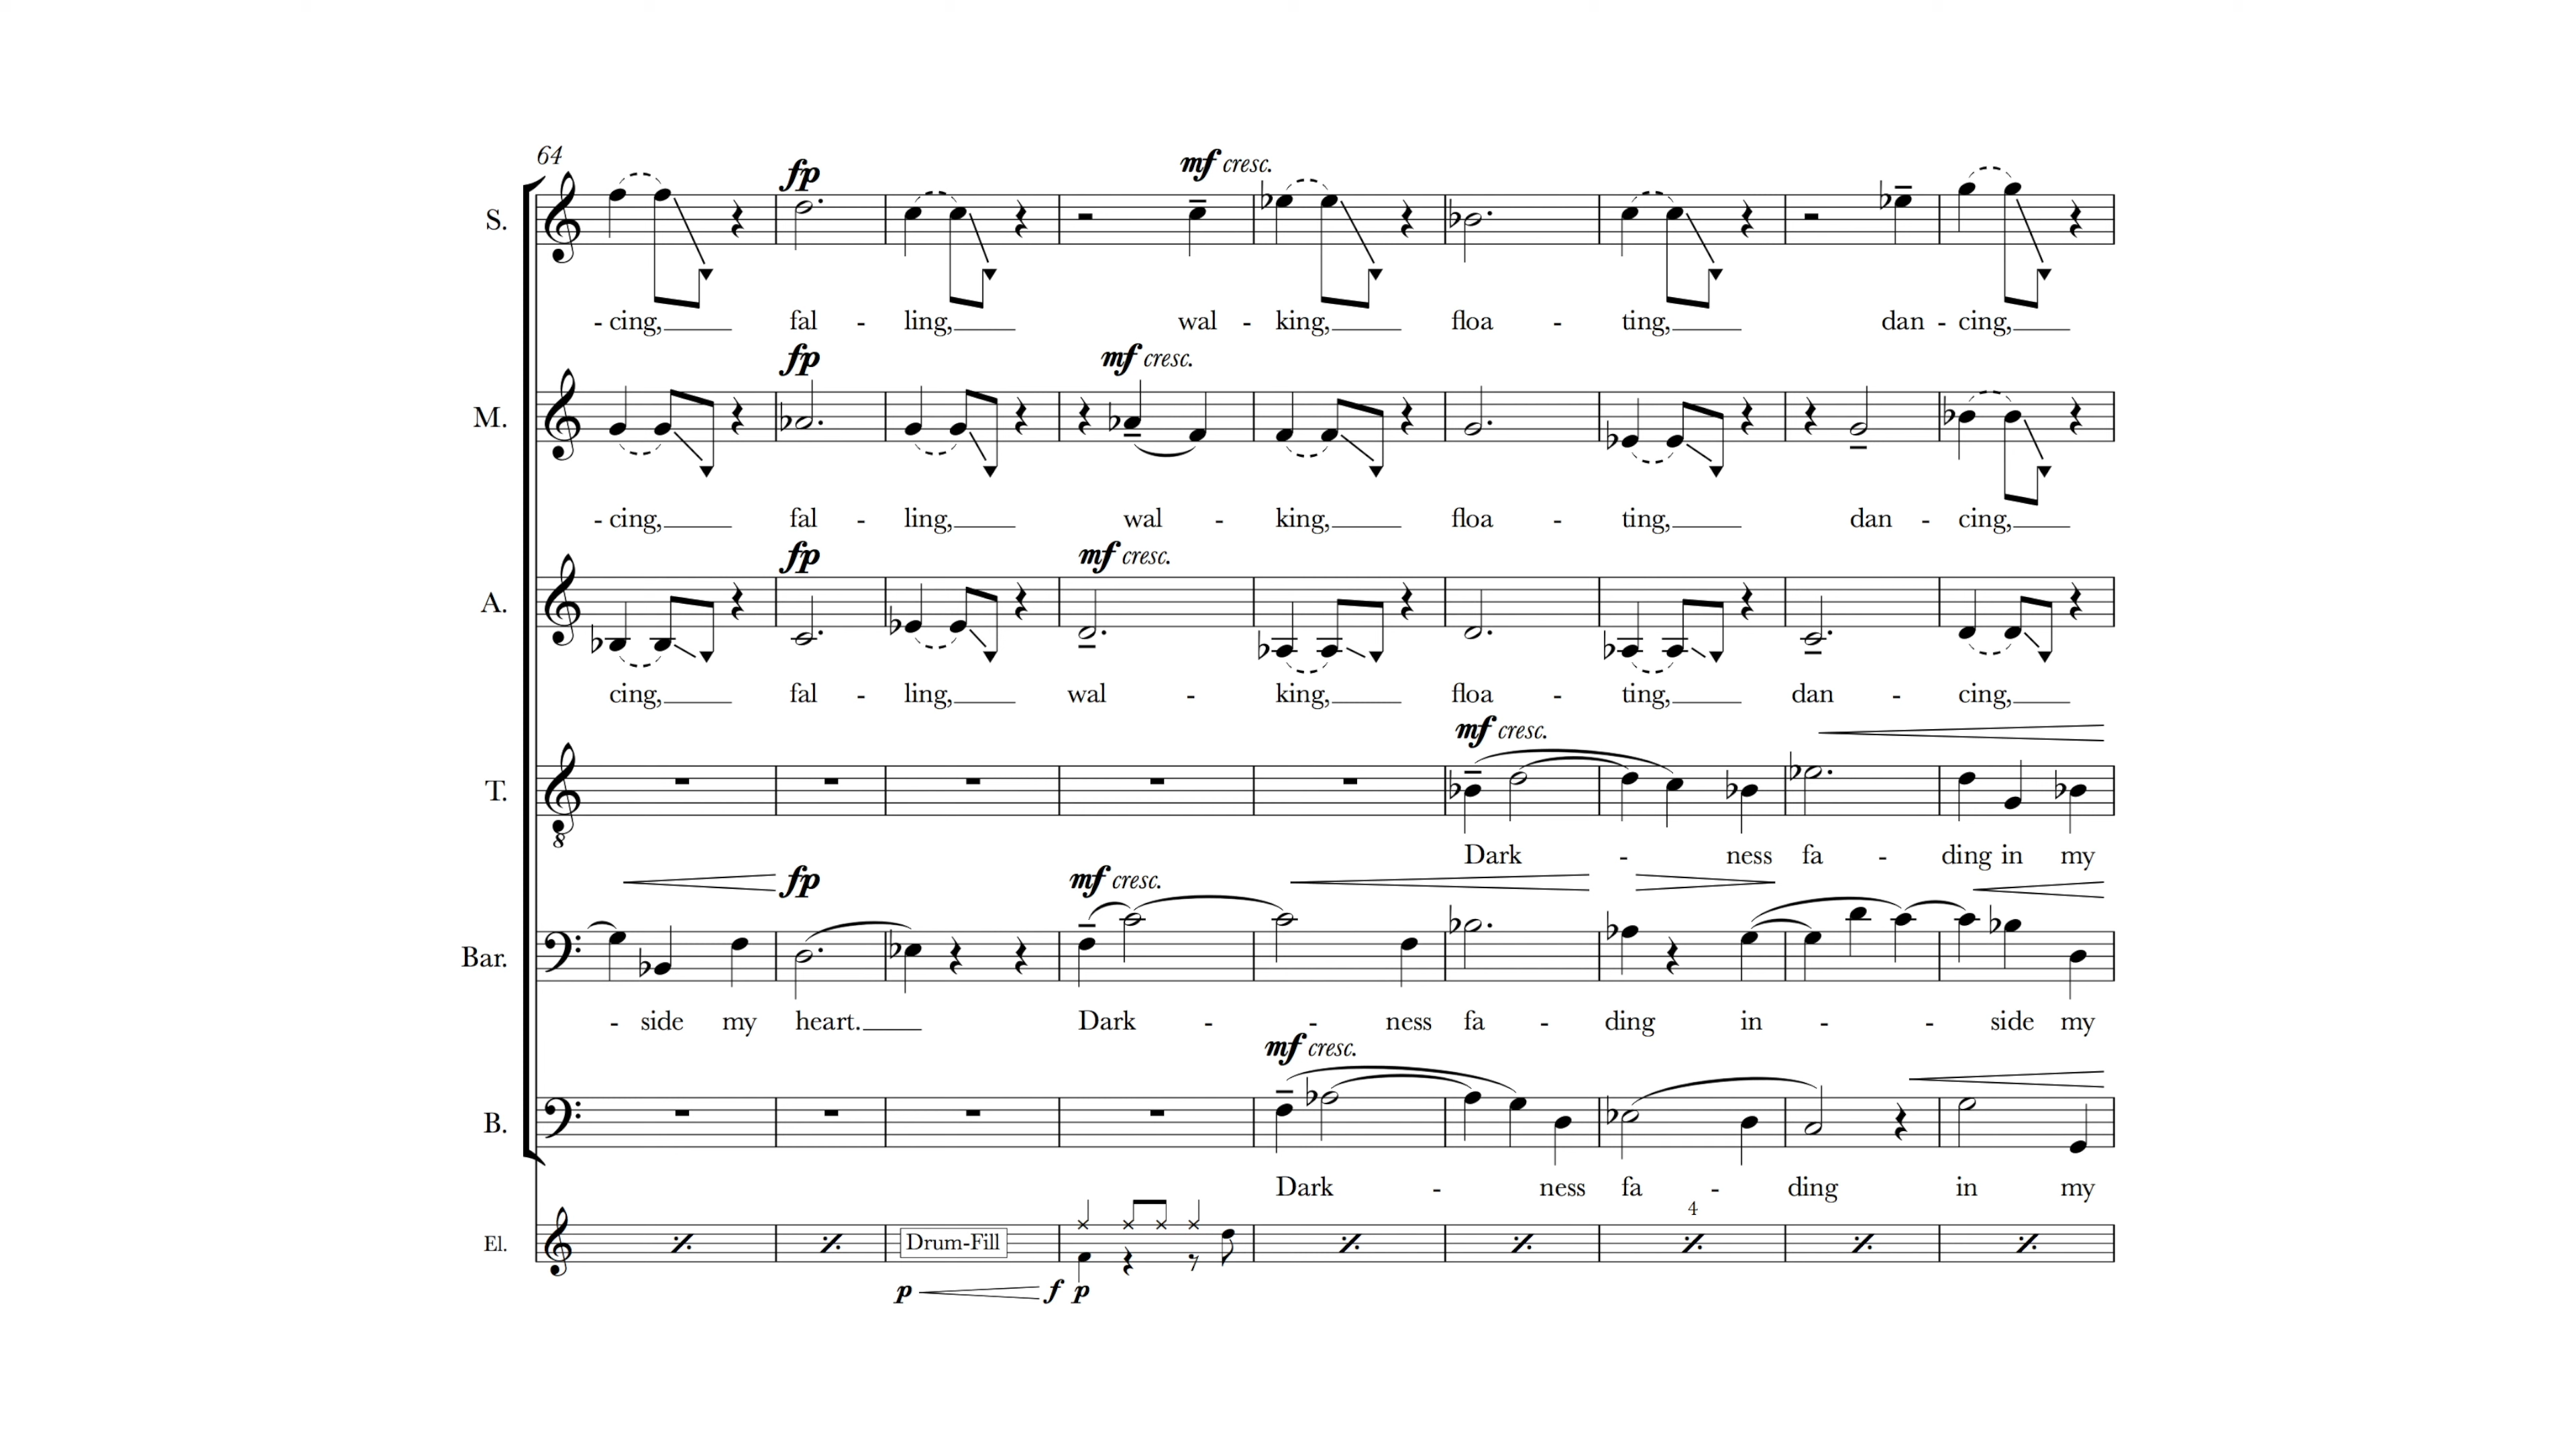 64
fp
mf cresc.
S.
- cing, fal - ling, wal - king, floa - ting, dan - cing,
fp
mf cresc.
M.
- cing, fal - ling, wal - king, floa - ting, dan - cing,
fp
mf cresc.
A.
cing, fal - ling, wal - king, floa - ting, dan - cing,
mf cresc.
T.
8
Dark - ness fa - ding in my
fp
mf cresc.
Bar.
- side my heart. Dark - - ness fa - ding in - - side my
mf cresc.
B.
Dark - ness fa - ding in my
4
El.
Drum-Fill
p f p